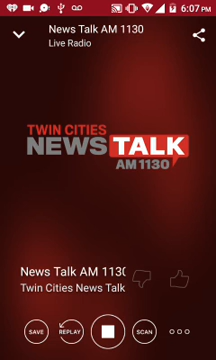 6:07 PM
News Talk AM 1130
Live Radio
TWIN CITIES
NEWS TALK
AM 1130
News Talk AM 113
Twin Cities News Talk
SAVE REPLAY SCAN